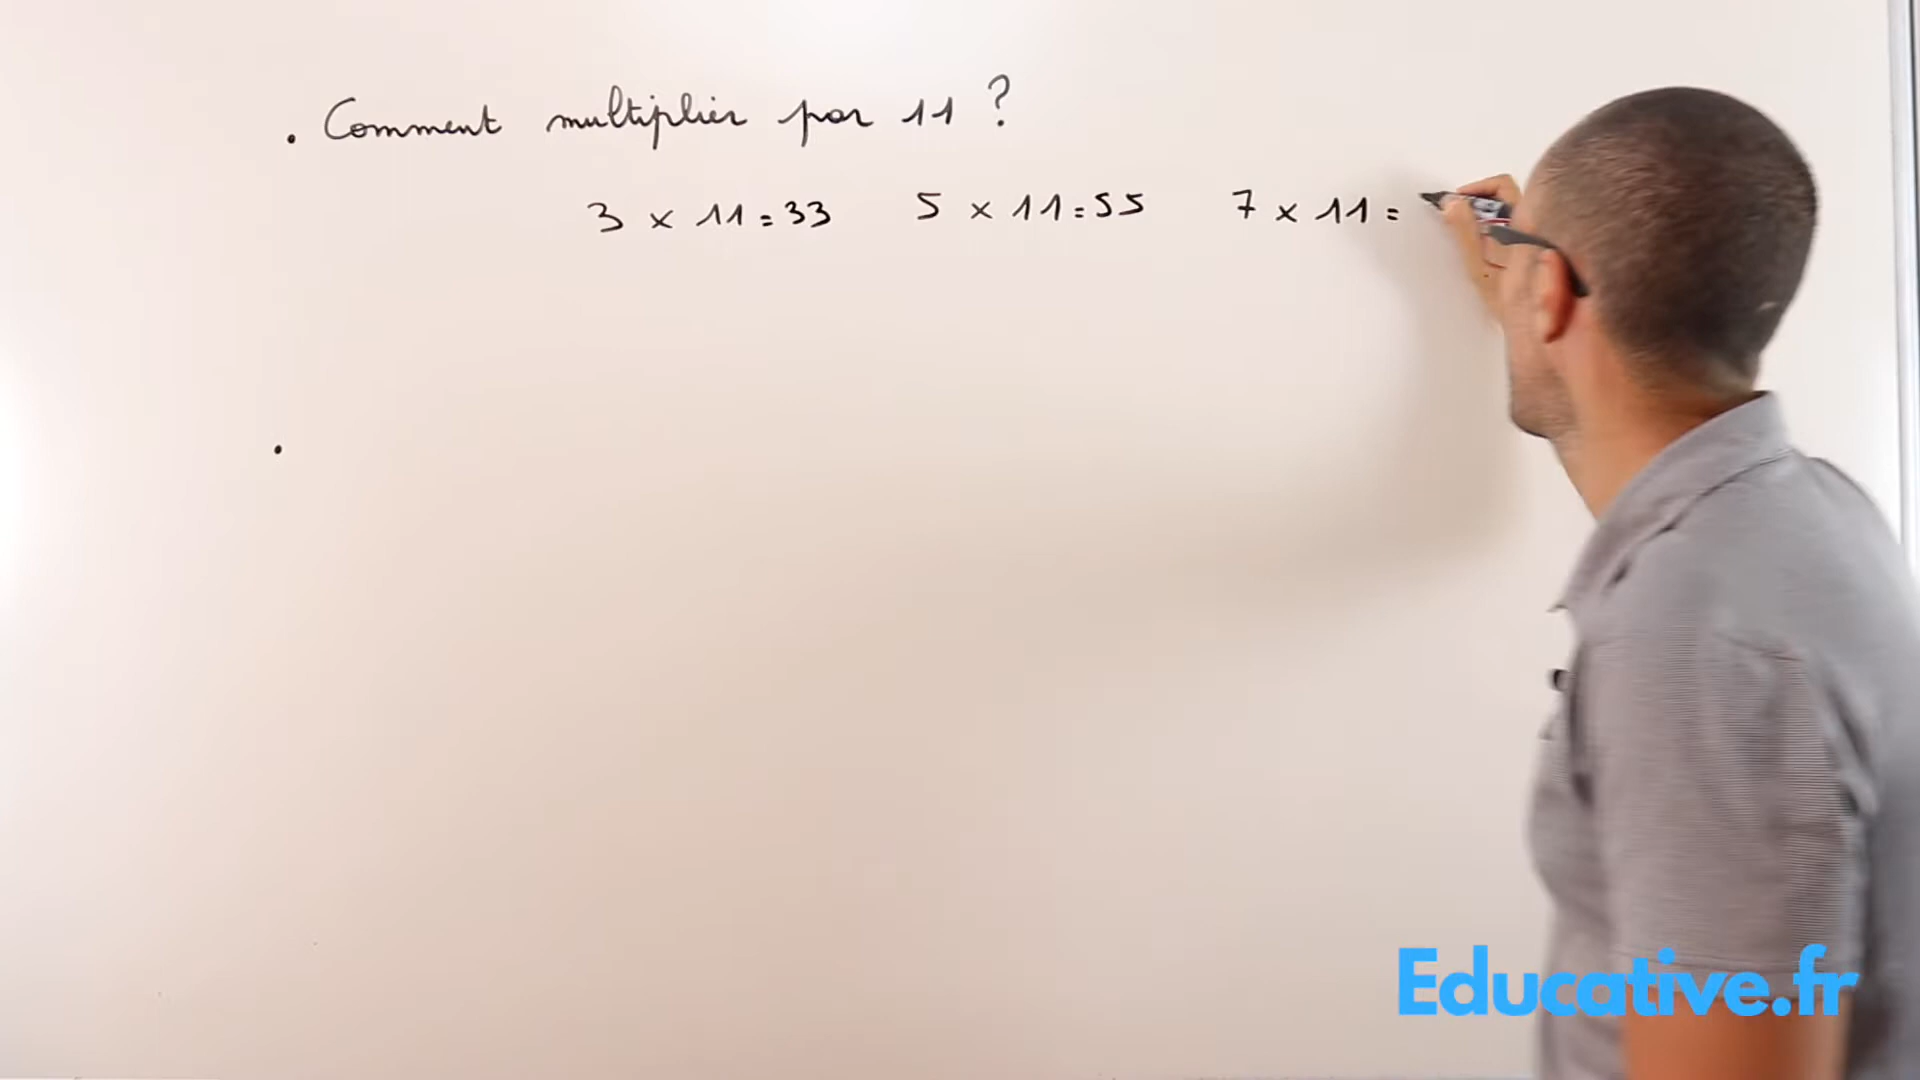 . Comment multiplier par 11 ?
3 x 11 = 33 5 x 11 = 55 7 x 11 =
.
Educative.fr